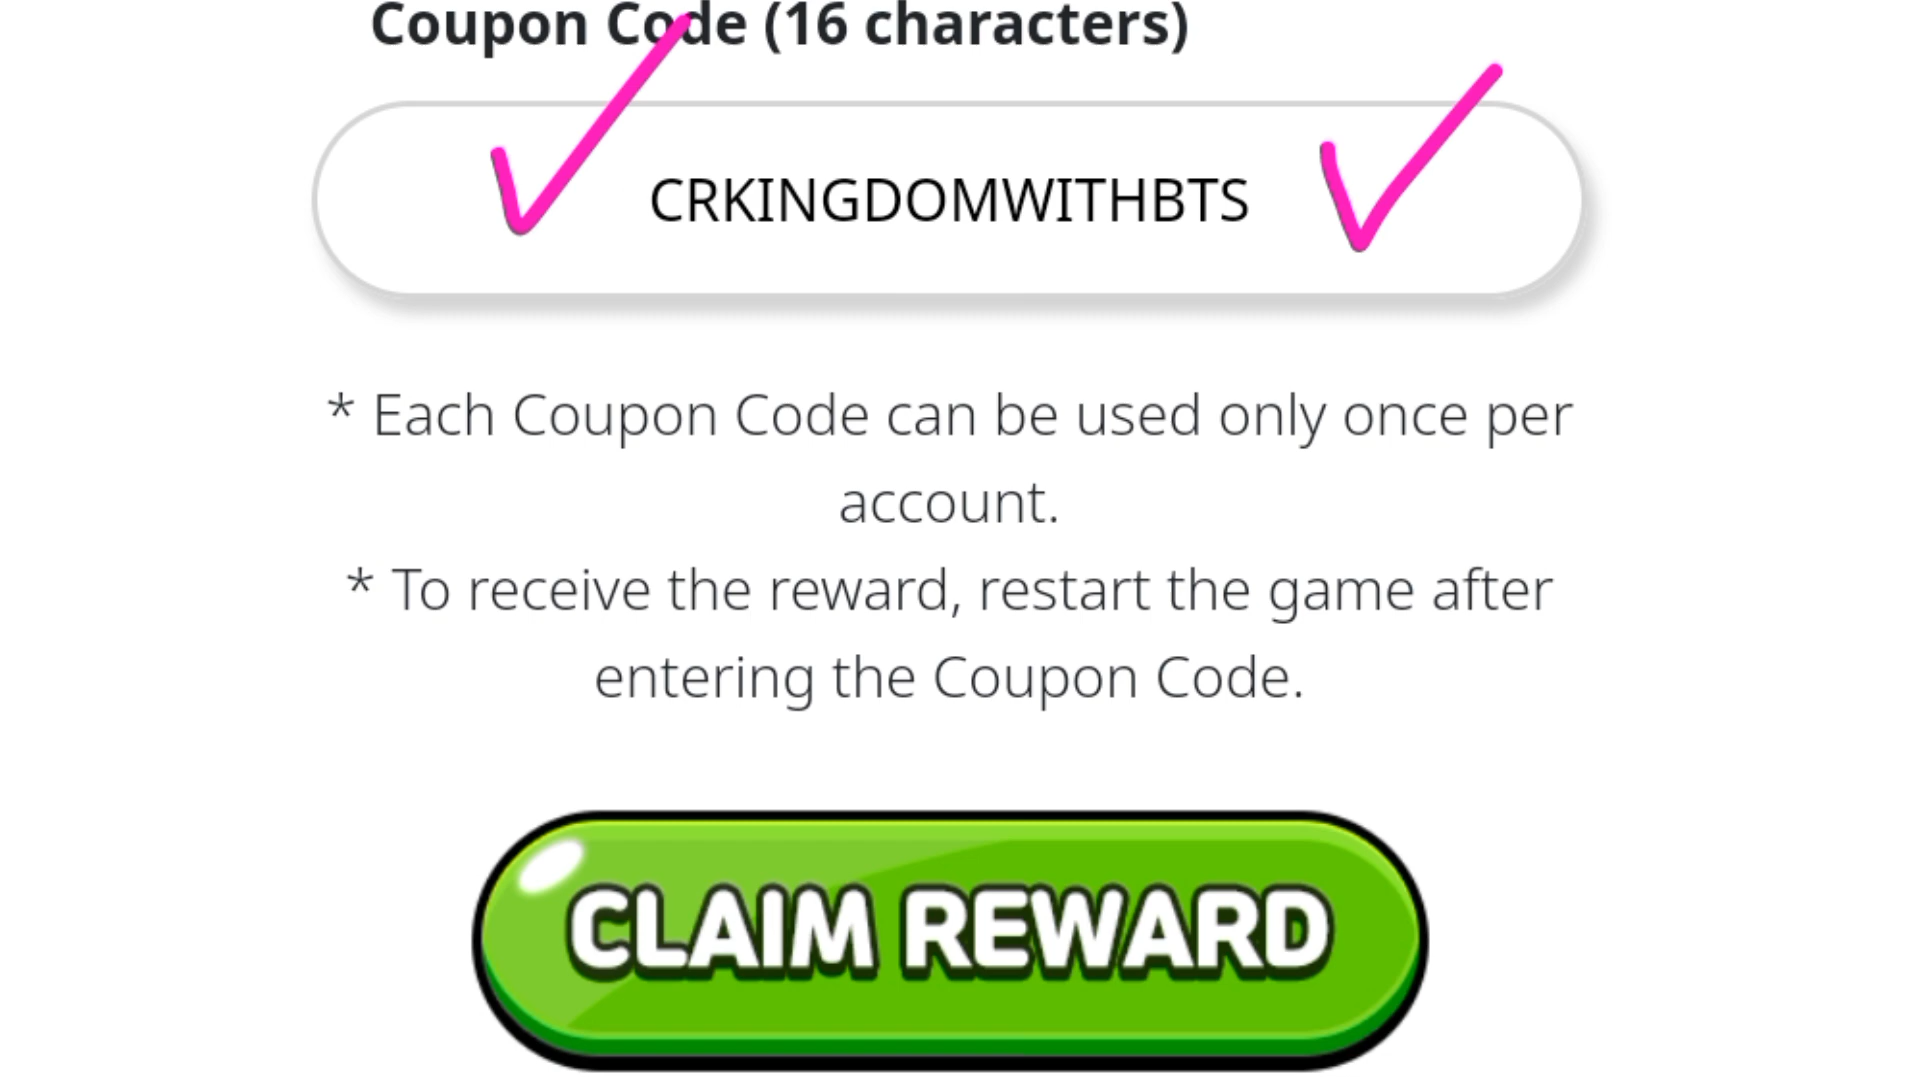 Coupon Code (16 characters)
CRKINGDOMWITHBTS
* Each Coupon Code can be used only once per
account.
* To receive the reward, restart the game after
entering the Coupon Code.
CLAIM REWARD